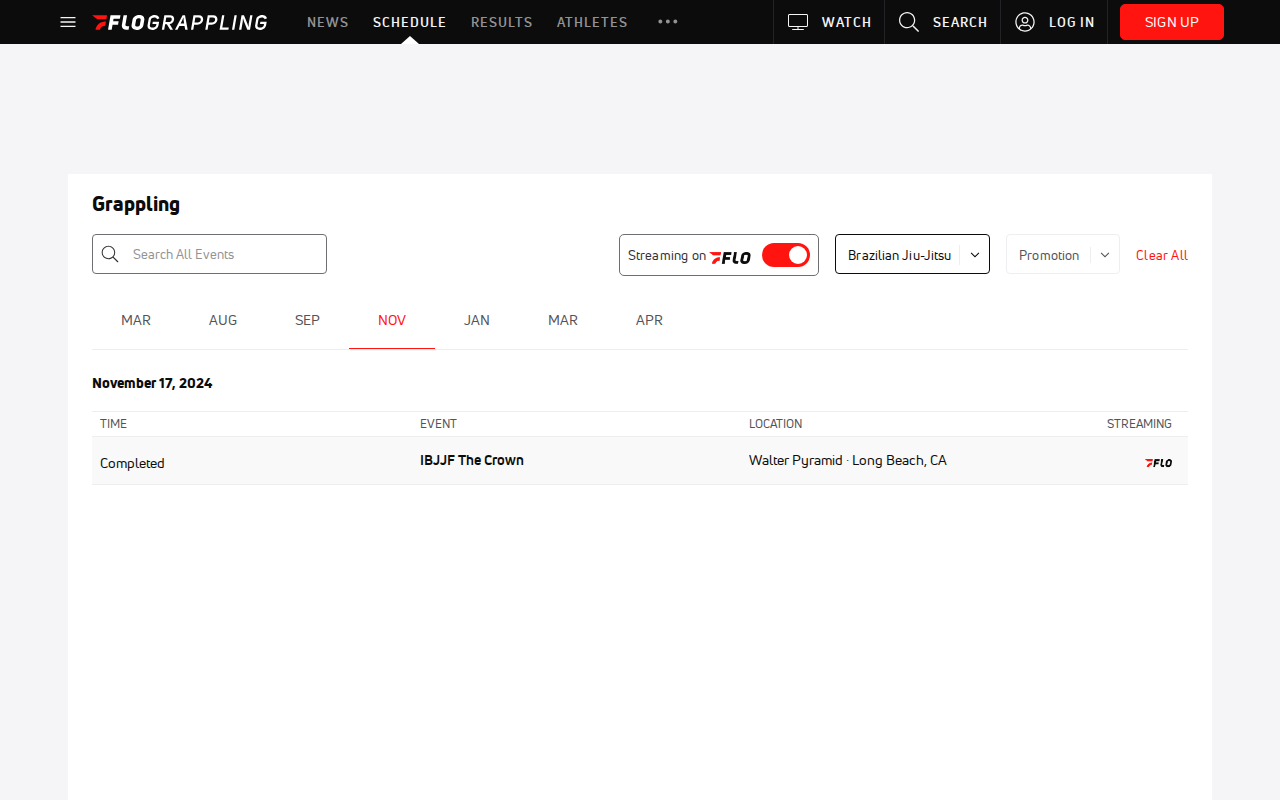 FLOGRAPPLING NEWS SCHEDULE RESULTS ATHLETES WATCH SEARCH LOG IN SIGN UP
Grappling
Search All Events Streaming on FLO Brazilian Jiu-Jitsu Promotion Clear All
MAR AUG SEP NOV JAN MAR APR
November 17, 2024
TIME EVENT LOCATION STREAMING
Completed IBJJF The Crown Walter Pyramid · Long Beach, CA FLO